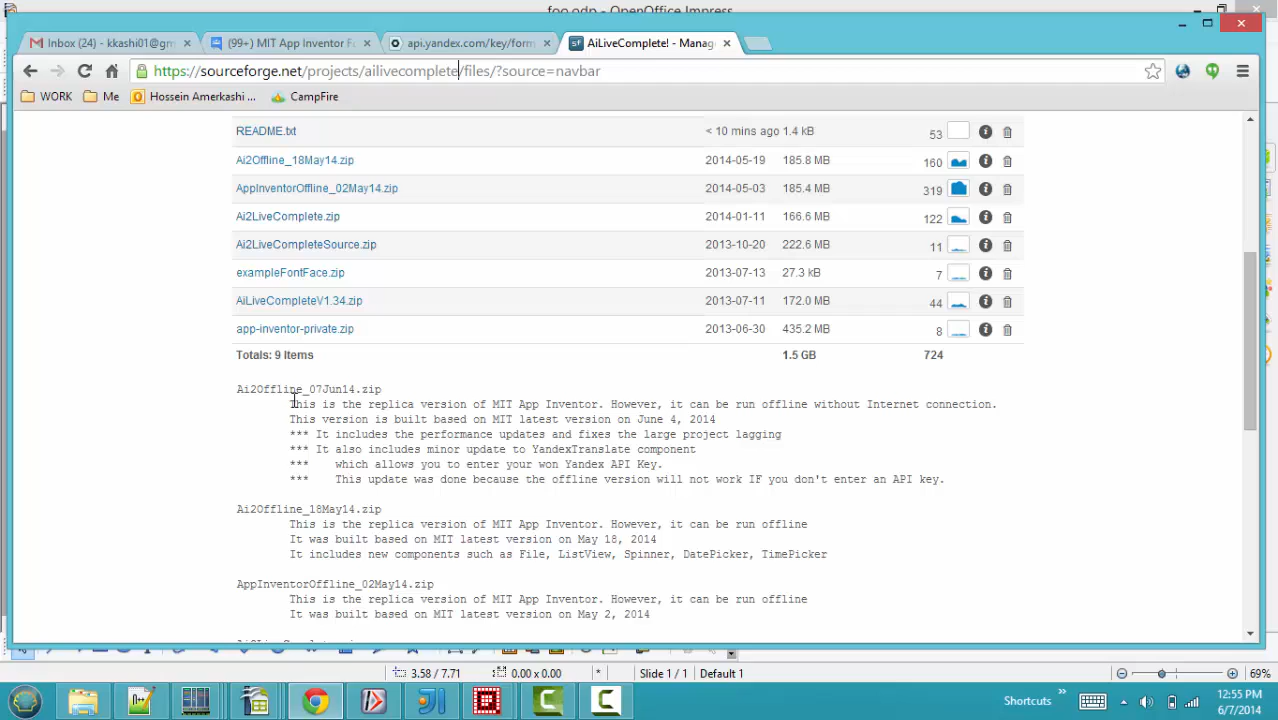 foo.odp - OpenOffice Impress
Inbox (24) - kkashi01@gm
(99+) MIT App Inventor F
api.yandex.com/key/form
AiLiveComplete! - Manag
https://sourceforge.net/projects/ailivecomplete/files/?source=navbar
WORK
Me
Hossein Amerkashi ...
CampFire
README.txt < 10 mins ago 1.4 kB 53
Ai2Offline_18May14.zip 2014-05-19 185.8 MB 160
AppInventorOffline_02May14.zip 2014-05-03 185.4 MB 319
Ai2LiveComplete.zip 2014-01-11 166.6 MB 122
Ai2LiveCompleteSource.zip 2013-10-20 222.6 MB 11
exampleFontFace.zip 2013-07-13 27.3 kB 7
AiLiveCompleteV1.34.zip 2013-07-11 172.0 MB 44
app-inventor-private.zip 2013-06-30 435.2 MB 8
Totals: 9 Items 1.5 GB 724
Ai2Offline_07Jun14.zip
This is the replica version of MIT App Inventor. However, it can be run offline without Internet connection.
This version is built based on MIT latest version on June 4, 2014
*** It includes the performance updates and fixes the large project lagging
*** It also includes minor update to YandexTranslate component
*** which allows you to enter your won Yandex API Key.
*** This update was done because the offline version will not work IF you don't enter an API key.
Ai2Offline_18May14.zip
This is the replica version of MIT App Inventor. However, it can be run offline
It was built based on MIT latest version on May 18, 2014
It includes new components such as File, ListView, Spinner, DatePicker, TimePicker
AppInventorOffline_02May14.zip
This is the replica version of MIT App Inventor. However, it can be run offline
It was built based on MIT latest version on May 2, 2014
3.58 / 7.71
0.00 x 0.00
*
Slide 1 / 1
Default 1
69%
Shortcuts
12:55 PM
6/7/2014